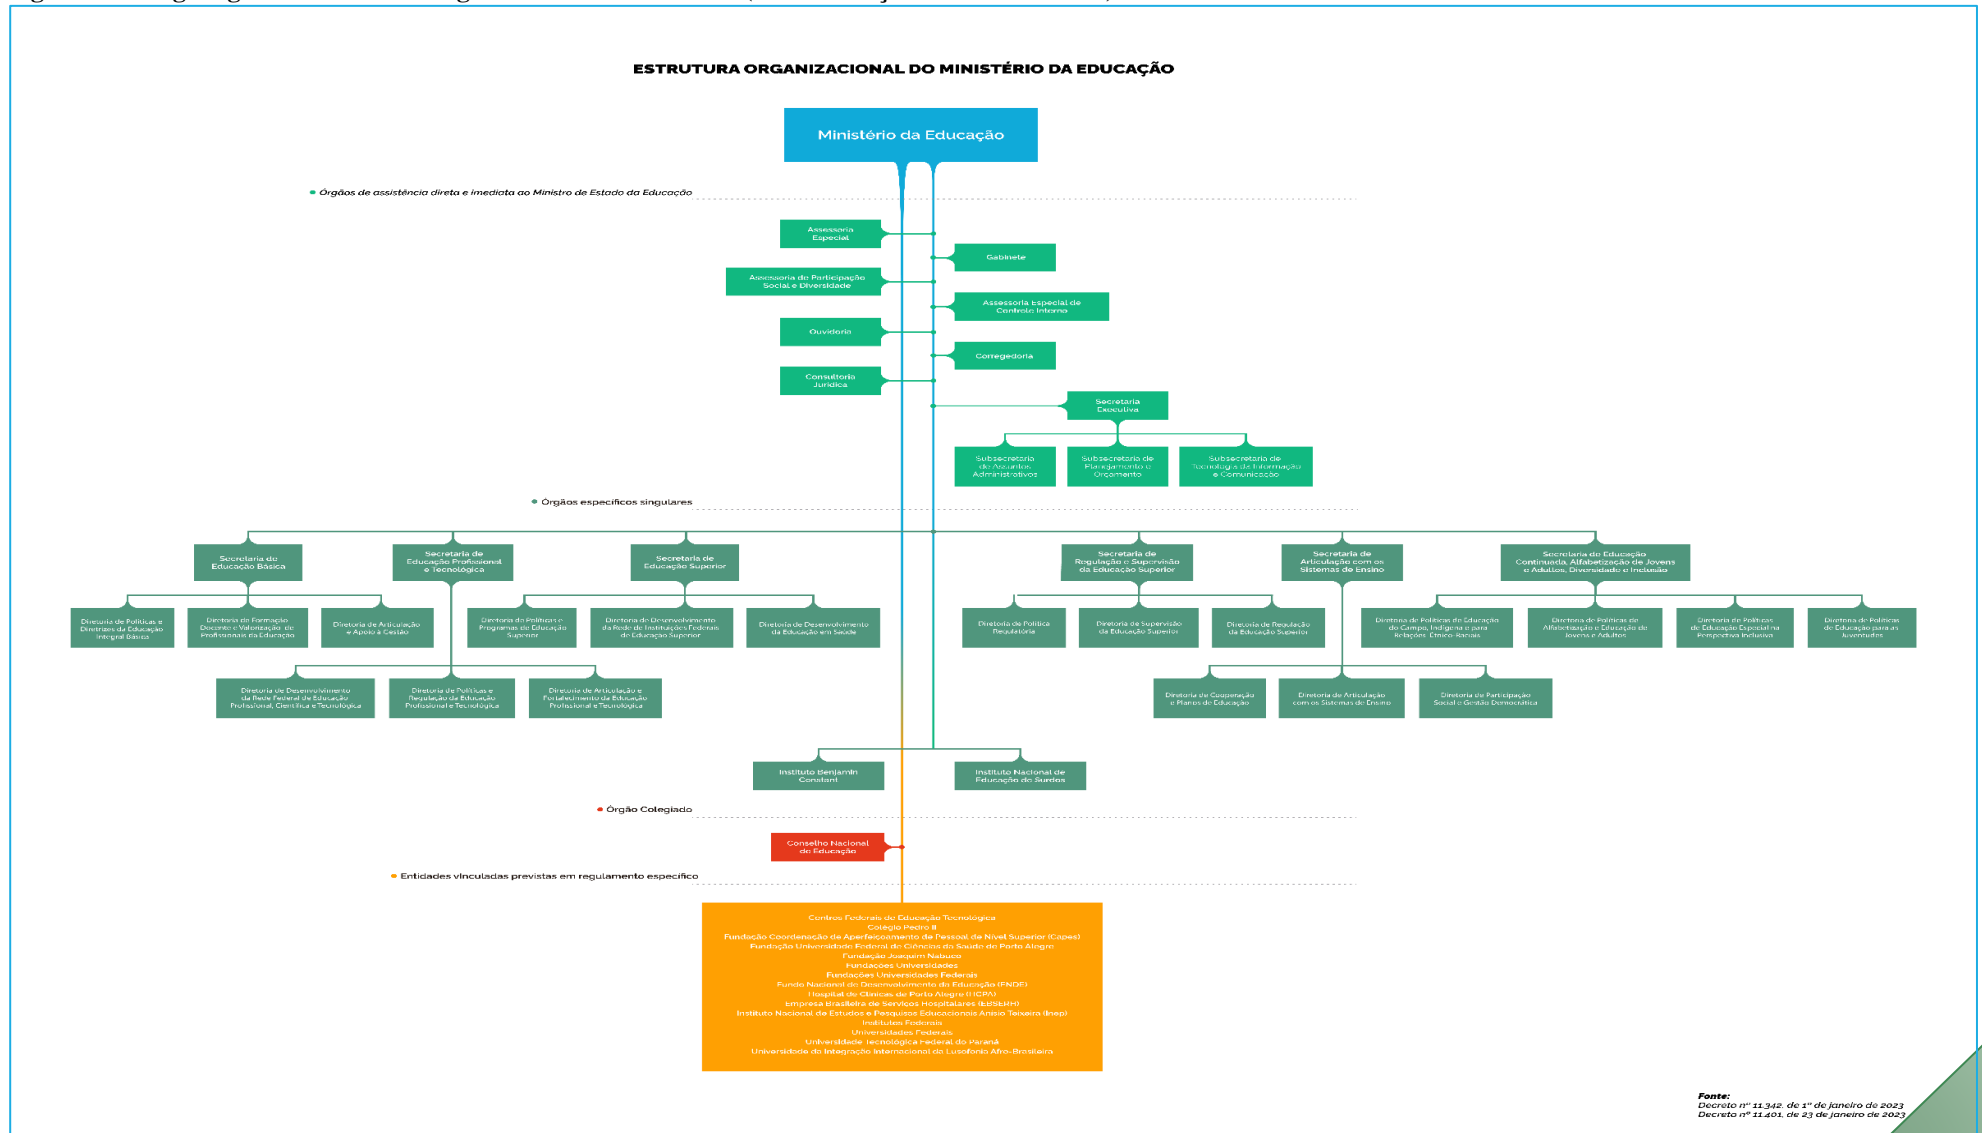 ESTRUTURA ORGANIZACIONAL DO MINISTÉRIO DA EDUCAÇÃO
Ministério da Educação
Órgãos de assistência direta e imediata ao Ministro de Estado da Educação
Assessoria
Especial
Gabinete
Assessoria de Participação
Social e Diversidade
Assessoria Especial de
Controle Interno
Ouvidoria
Corregedoria
Consultoria
Jurídica
Secretaria
Executiva
Subsecretaria
de Assuntos
Administrativos
Subsecretaria de
Planejamento e
Orçamento
Subsecretaria de
Tecnologia da Informação
e Comunicação
Órgãos específicos singulares
Secretaria de
Educação Básica
Secretaria de
Educação Profissional
e Tecnológica
Secretaria de
Educação Superior
Secretaria de
Regulação e Supervisão
da Educação Superior
Secretaria de
Articulação com os
Sistemas de Ensino
Secretaria de Educação
Continuada, Alfabetização de Jovens
e Adultos, Diversidade e Inclusão
Diretoria de Políticas e
Diretrizes da Educação
Integral Básica
Diretoria de Formação
Docente e Valorização de
Profissionais da Educação
Diretoria de Articulação
e Apoio à Gestão
Diretoria de Políticas e
Programas de Educação
Superior
Diretoria de Desenvolvimento
da Rede de Instituições Federais
de Educação Superior
Diretoria de Desenvolvimento
da Educação em Saúde
Diretoria de Política
Regulatória
Diretoria de Supervisão
da Educação Superior
Diretoria de Regulação
da Educação Superior
Diretoria de Políticas de Educação
do Campo, Indígena e para
Relações Étnico-Raciais
Diretoria de Políticas de
Alfabetização e Educação de
Jovens e Adultos
Diretoria de Políticas
de Educação Especial na
Perspectiva Inclusiva
Diretoria de Políticas
de Educação para as
Juventudes
Diretoria de Desenvolvimento
da Rede Federal de Educação
Profissional, Científica e Tecnológica
Diretoria de Políticas e
Regulação da Educação
Profissional e Tecnológica
Diretoria de Articulação e
Fortalecimento da Educação
Profissional e Tecnológica
Diretoria de Cooperação
e Planos de Educação
Diretoria de Articulação
com os Sistemas de Ensino
Diretoria de Participação
Social e Gestão Democrática
Instituto Benjamin
Constant
Instituto Nacional de
Educação de Surdos
Órgão Colegiado
Conselho Nacional
de Educação
Entidades vinculadas previstas em regulamento específico
Centros Federais de Educação Tecnológica
Colégio Pedro II
Fundação Coordenação de Aperfeiçoamento de Pessoal de Nível Superior (Capes)
Fundação Universidade Federal de Ciências da Saúde de Porto Alegre
Fundação Joaquim Nabuco
Fundações Universidades
Fundações Universidades Federais
Fundo Nacional de Desenvolvimento da Educação (FNDE)
Hospital de Clínicas de Porto Alegre (HCPA)
Empresa Brasileira de Serviços Hospitalares (EBSERH)
Instituto Nacional de Estudos e Pesquisas Educacionais Anísio Teixeira (Inep)
Institutos Federais
Universidades Federais
Universidade Tecnológica Federal do Paraná
Universidade da Integração Internacional da Lusofonia Afro-Brasileira
Fonte:
Decreto nº 11.342, de 1º de janeiro de 2023
Decreto nº 11.401, de 23 de janeiro de 2023